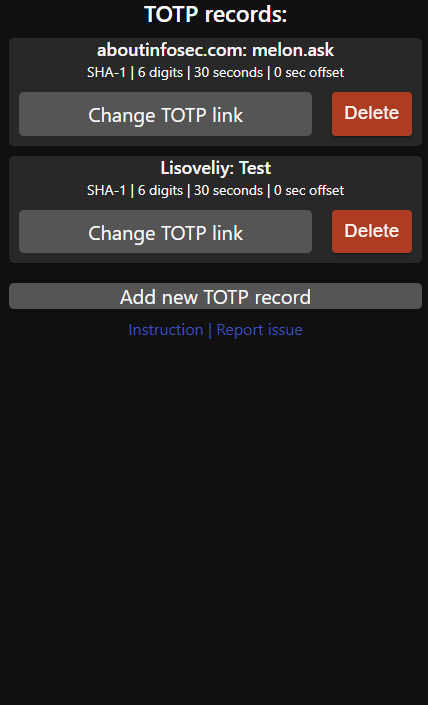 TOTP records:
aboutinfosec.com: melon.ask
SHA-1 | 6 digits | 30 seconds | 0 sec offset
Change TOTP link
Delete
Lisoveliy: Test
SHA-1 | 6 digits | 30 seconds | 0 sec offset
Change TOTP link
Delete
Add new TOTP record
Instruction | Report issue